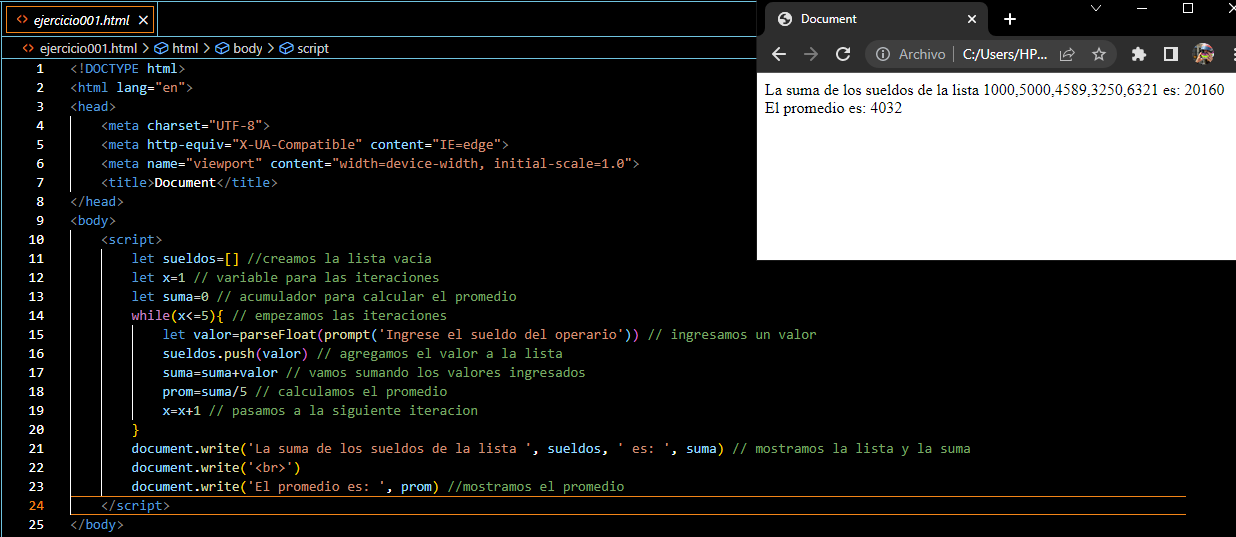 ejercicio001.html
ejercicio001.html > html > body > script
1 <!DOCTYPE html>
2 <html lang="en">
3 <head>
4 <meta charset="UTF-8">
5 <meta http-equiv="X-UA-Compatible" content="IE=edge">
6 <meta name="viewport" content="width=device-width, initial-scale=1.0">
7 <title>Document</title>
8 </head>
9 <body>
10 <script>
11 let sueldos=[] //creamos la lista vacia
12 let x=1 // variable para las iteraciones
13 let suma=0 // acumulador para calcular el promedio
14 while(x<=5){ // empezamos las iteraciones
15 let valor=parseFloat(prompt('Ingrese el sueldo del operario')) // ingresamos un valor
16 sueldos.push(valor) // agregamos el valor a la lista
17 suma=suma+valor // vamos sumando los valores ingresados
18 prom=suma/5 // calculamos el promedio
19 x=x+1 // pasamos a la siguiente iteracion
20 }
21 document.write('La suma de los sueldos de la lista ', sueldos, ' es: ', suma) // mostramos la lista y la suma
22 document.write('<br>')
23 document.write('El promedio es: ', prom) //mostramos el promedio
24 </script>
25 </body>
Document
Archivo | C:/Users/HP...
La suma de los sueldos de la lista 1000,5000,4589,3250,6321 es: 20160
El promedio es: 4032